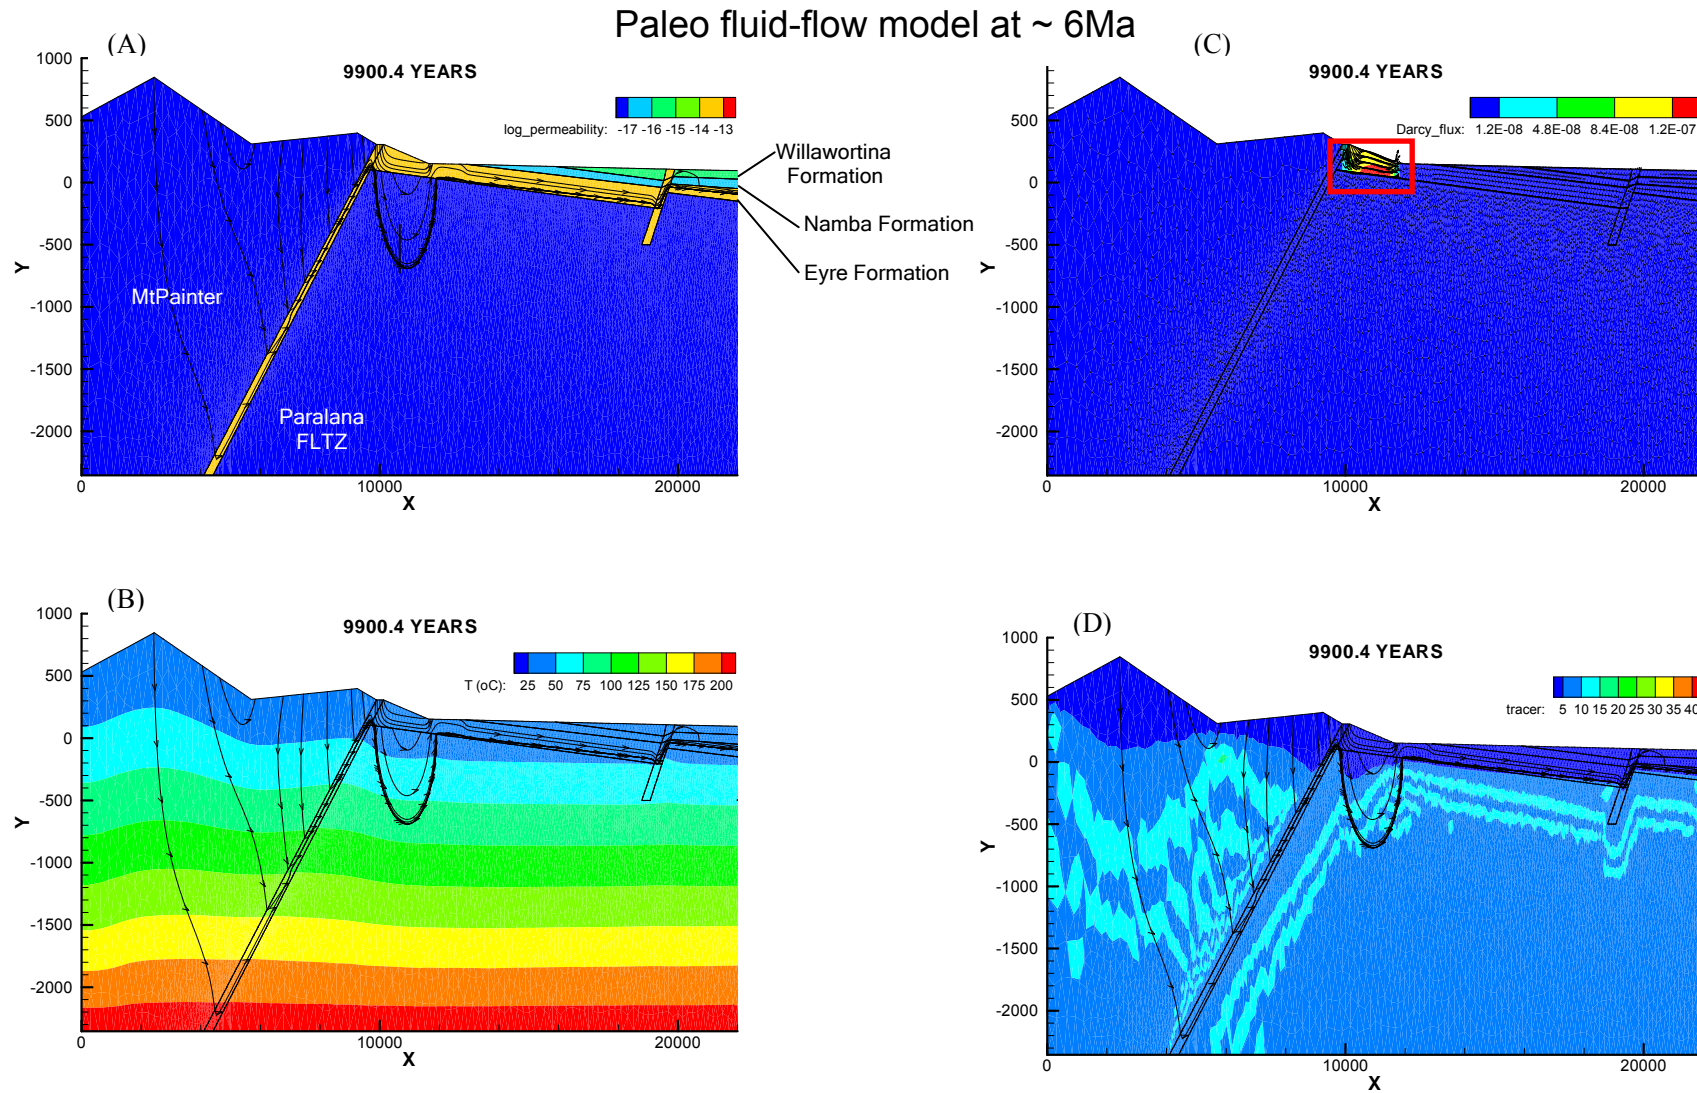 Paleo fluid-flow model at ~ 6Ma
(A)
9900.4 YEARS
log_permeability: -17 -16 -15 -14 -13
1000
500
0
-500
-1000
-1500
-2000
Y
0 10000 20000
X
MtPainter
Paralana
FLTZ
Willawortina
Formation
Namba Formation
Eyre Formation
(C)
9900.4 YEARS
Darcy_flux: 1.2E-08 4.8E-08 8.4E-08 1.2E-07
500
0
-500
-1000
-1500
-2000
Y
0 10000 20000
X
(B)
9900.4 YEARS
T (oC): 25 50 75 100 125 150 175 200
1000
500
0
-500
-1000
-1500
-2000
Y
0 10000 20000
X
(D)
9900.4 YEARS
tracer: 5 10 15 20 25 30 35 40
1000
500
0
-500
-1000
-1500
-2000
Y
0 10000 20000
X